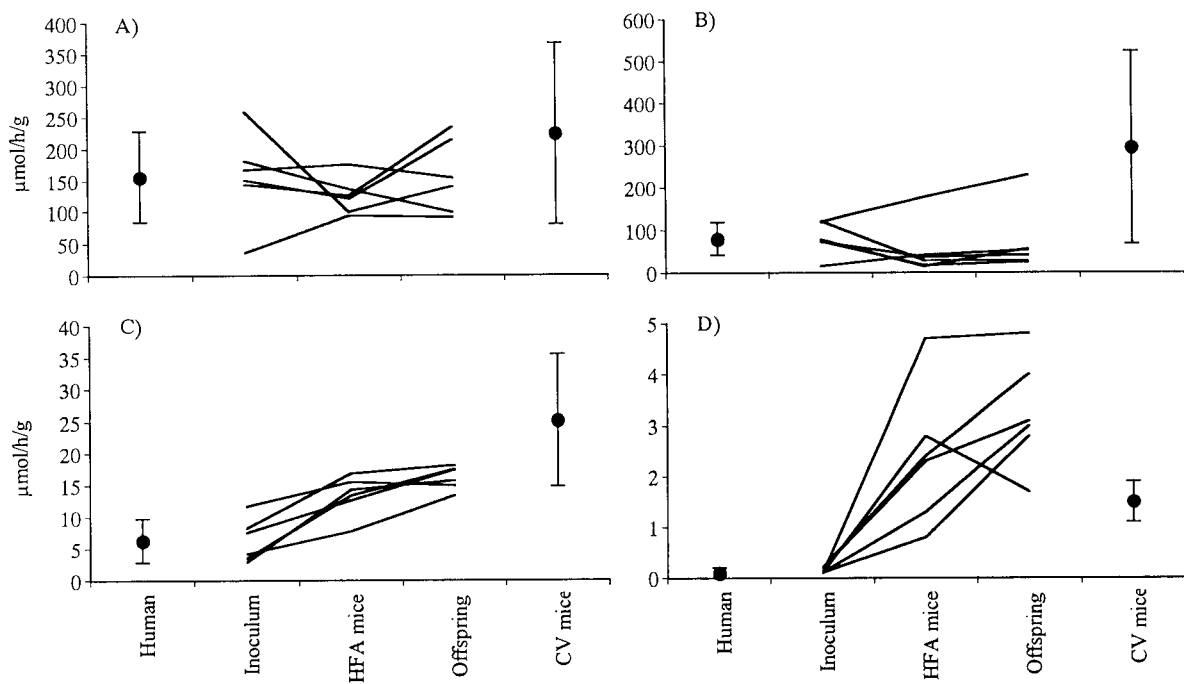 A)
400
350
300
250
200
150
100
50
0
μmol/h/g
B)
600
500
400
300
200
100
0
C)
40
35
30
25
20
15
10
5
0
μmol/h/g
Human
Inoculum
HFA mice
Offspring
CV mice
D)
5
4
3
2
1
0
Human
Inoculum
HFA mice
Offspring
CV mice